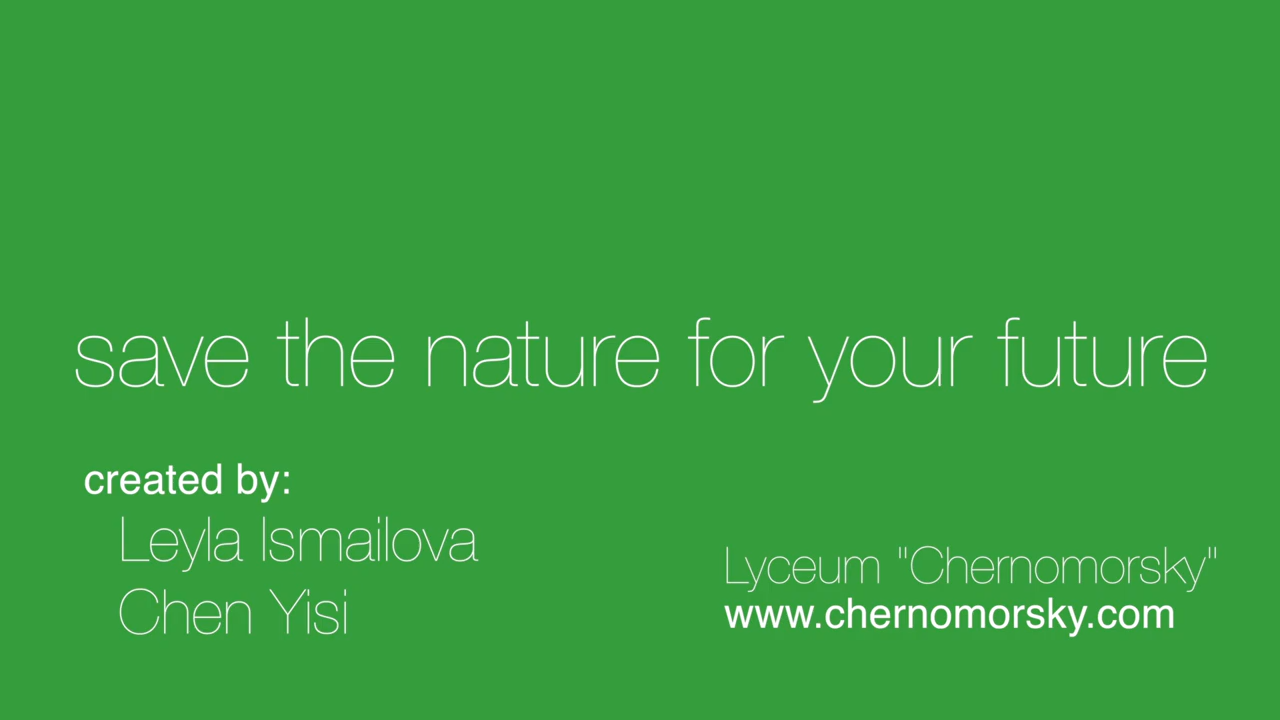 save the nature for your future
created by:
Leyla Ismailova
Chen Yisi
Lyceum "Chernomorsky"
www.chernomorsky.com